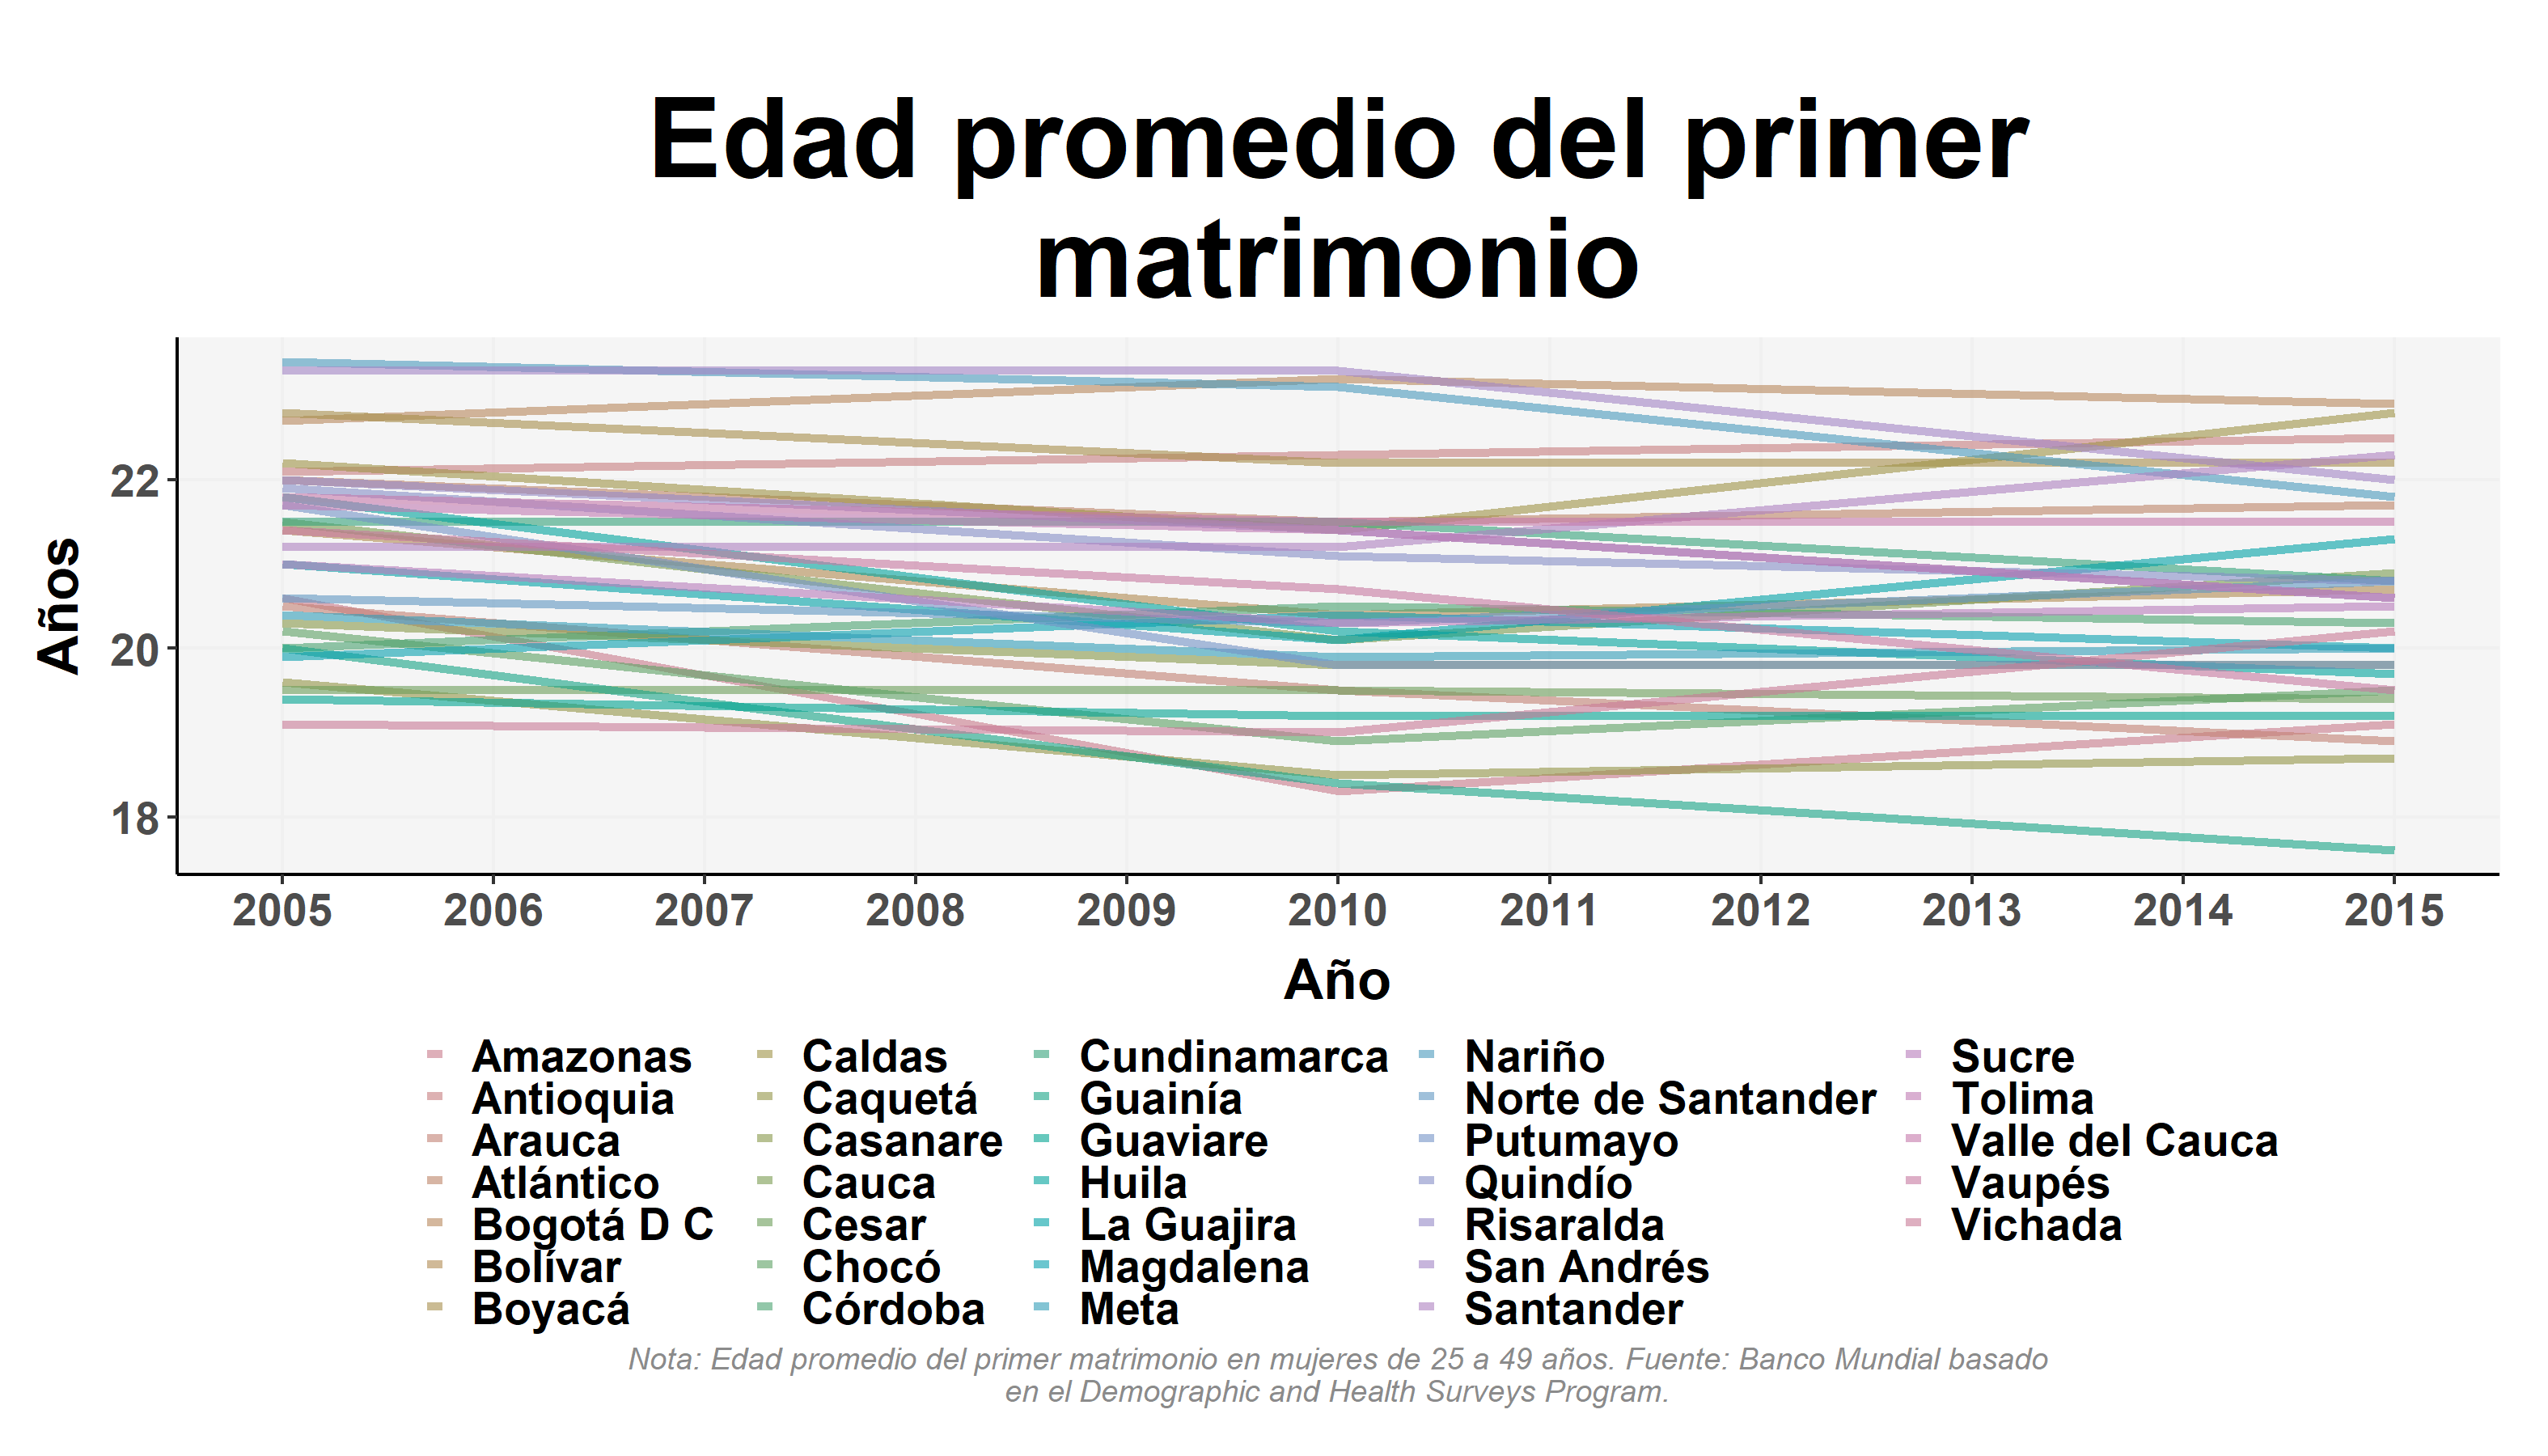 Edad promedio del primer
matrimonio
Años
22
20
18
2005 2006 2007 2008 2009 2010 2011 2012 2013 2014 2015
Año
Amazonas
Antioquia
Arauca
Atlántico
Bogotá D C
Bolívar
Boyacá
Caldas
Caquetá
Casanare
Cauca
Cesar
Chocó
Córdoba
Cundinamarca
Guainía
Guaviare
Huila
La Guajira
Magdalena
Meta
Nariño
Norte de Santander
Putumayo
Quindío
Risaralda
San Andrés
Santander
Sucre
Tolima
Valle del Cauca
Vaupés
Vichada
Nota: Edad promedio del primer matrimonio en mujeres de 25 a 49 años. Fuente: Banco Mundial basado
en el Demographic and Health Surveys Program.